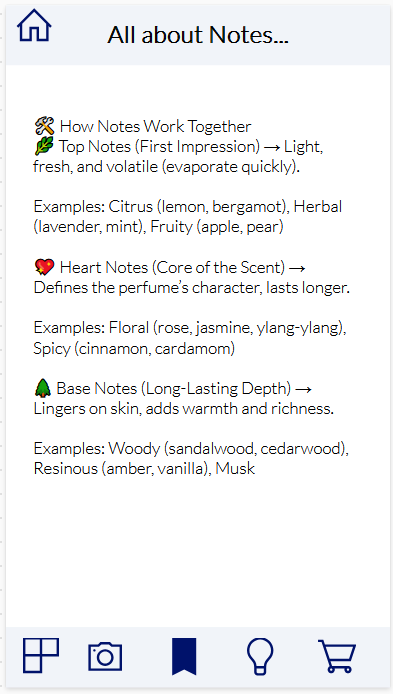 All about Notes...
🛠 How Notes Work Together
🌿 Top Notes (First Impression) → Light,
fresh, and volatile (evaporate quickly).
Examples: Citrus (lemon, bergamot), Herbal
(lavender, mint), Fruity (apple, pear)
💖 Heart Notes (Core of the Scent) →
Defines the perfume's character, lasts longer.
Examples: Floral (rose, jasmine, ylang-ylang),
Spicy (cinnamon, cardamom)
🌲 Base Notes (Long-Lasting Depth) →
Lingers on skin, adds warmth and richness.
Examples: Woody (sandalwood, cedarwood),
Resinous (amber, vanilla), Musk